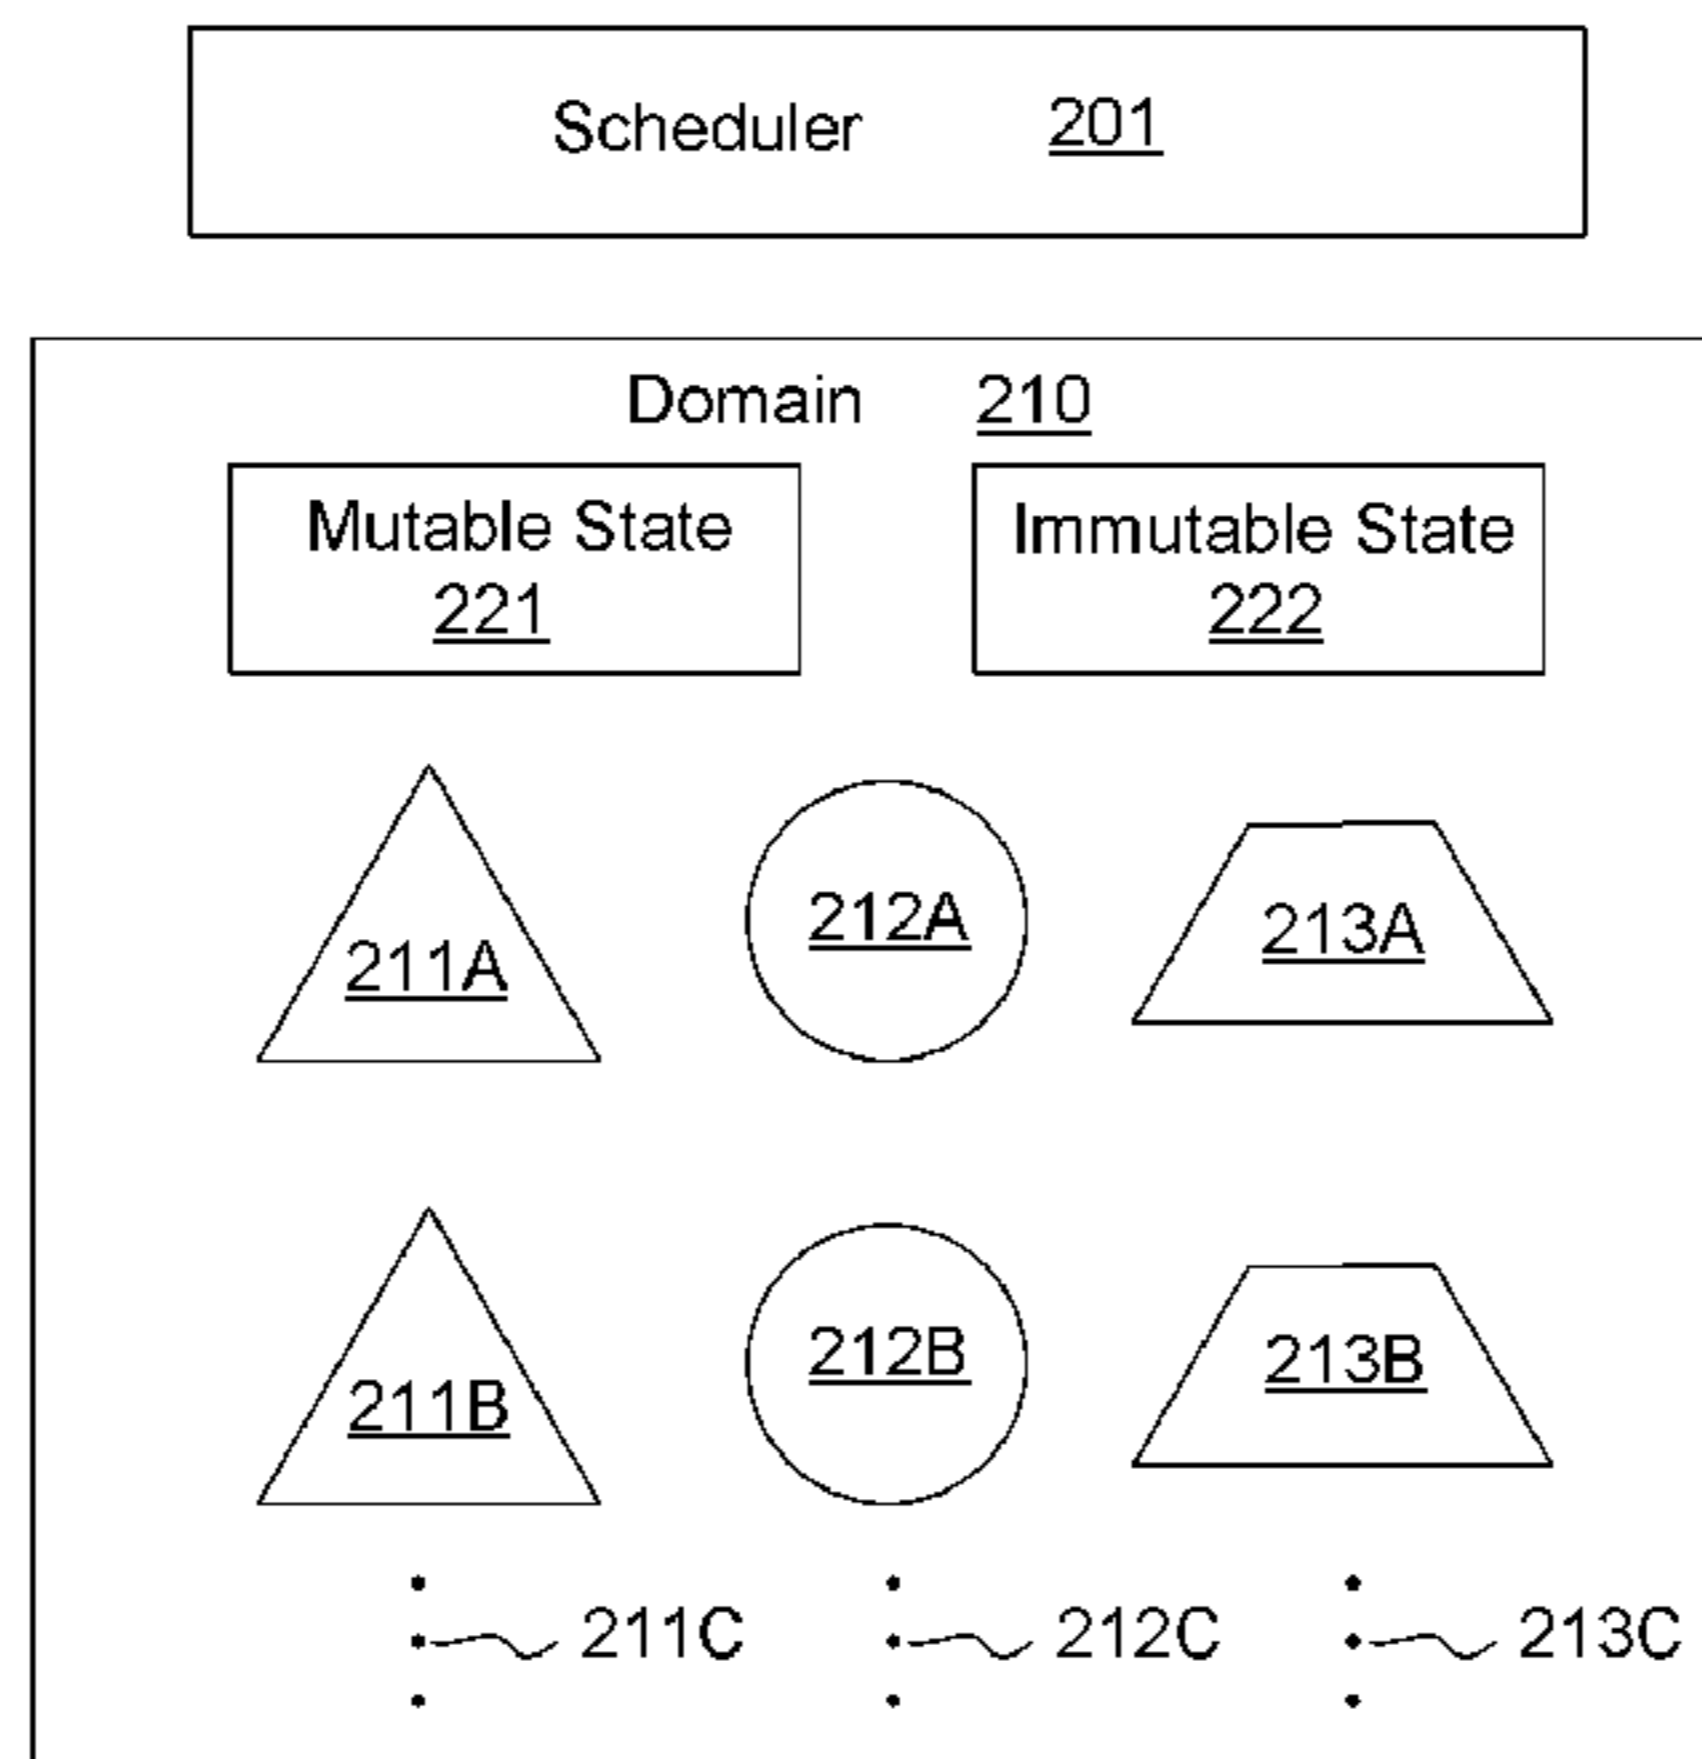 Scheduler 201
Domain 210
Mutable State
221
Immutable State
222
211A
212A
213A
211B
212B
213B
211C
212C
213C